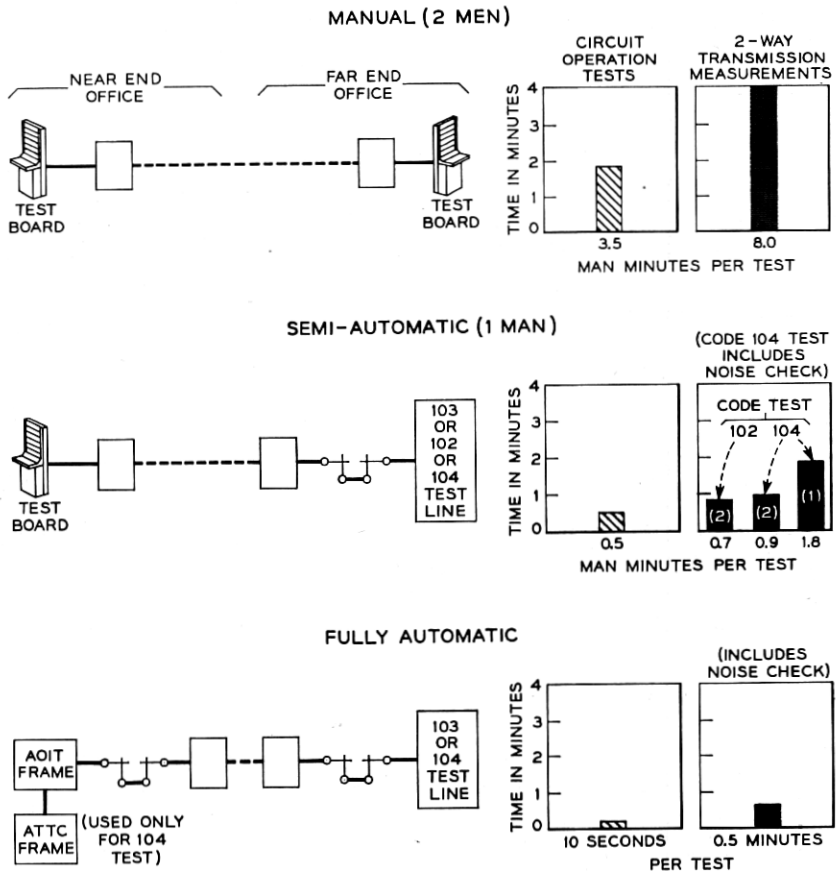 MANUAL (2 MEN)
NEAR END
OFFICE
FAR END
OFFICE
TEST
BOARD
TEST
BOARD
CIRCUIT
OPERATION
TESTS
2-WAY
TRANSMISSION
MEASUREMENTS
TIME IN MINUTES
4
3
2
1
0
3.5
8.0
MAN MINUTES PER TEST
SEMI-AUTOMATIC (1 MAN)
TEST
BOARD
103
OR
102
OR
104
TEST
LINE
(CODE 104 TEST
INCLUDES
NOISE CHECK)
TIME IN MINUTES
4
3
2
1
0
CODE TEST
102 104
(2)
(2)
(1)
0.5
0.7
0.9
1.8
MAN MINUTES PER TEST
FULLY AUTOMATIC
AOIT
FRAME
ATTC
FRAME
(USED ONLY
FOR 104
TEST)
103
OR
104
TEST
LINE
(INCLUDES
NOISE CHECK)
TIME IN MINUTES
4
3
2
1
0
10 SECONDS
0.5 MINUTES
PER TEST